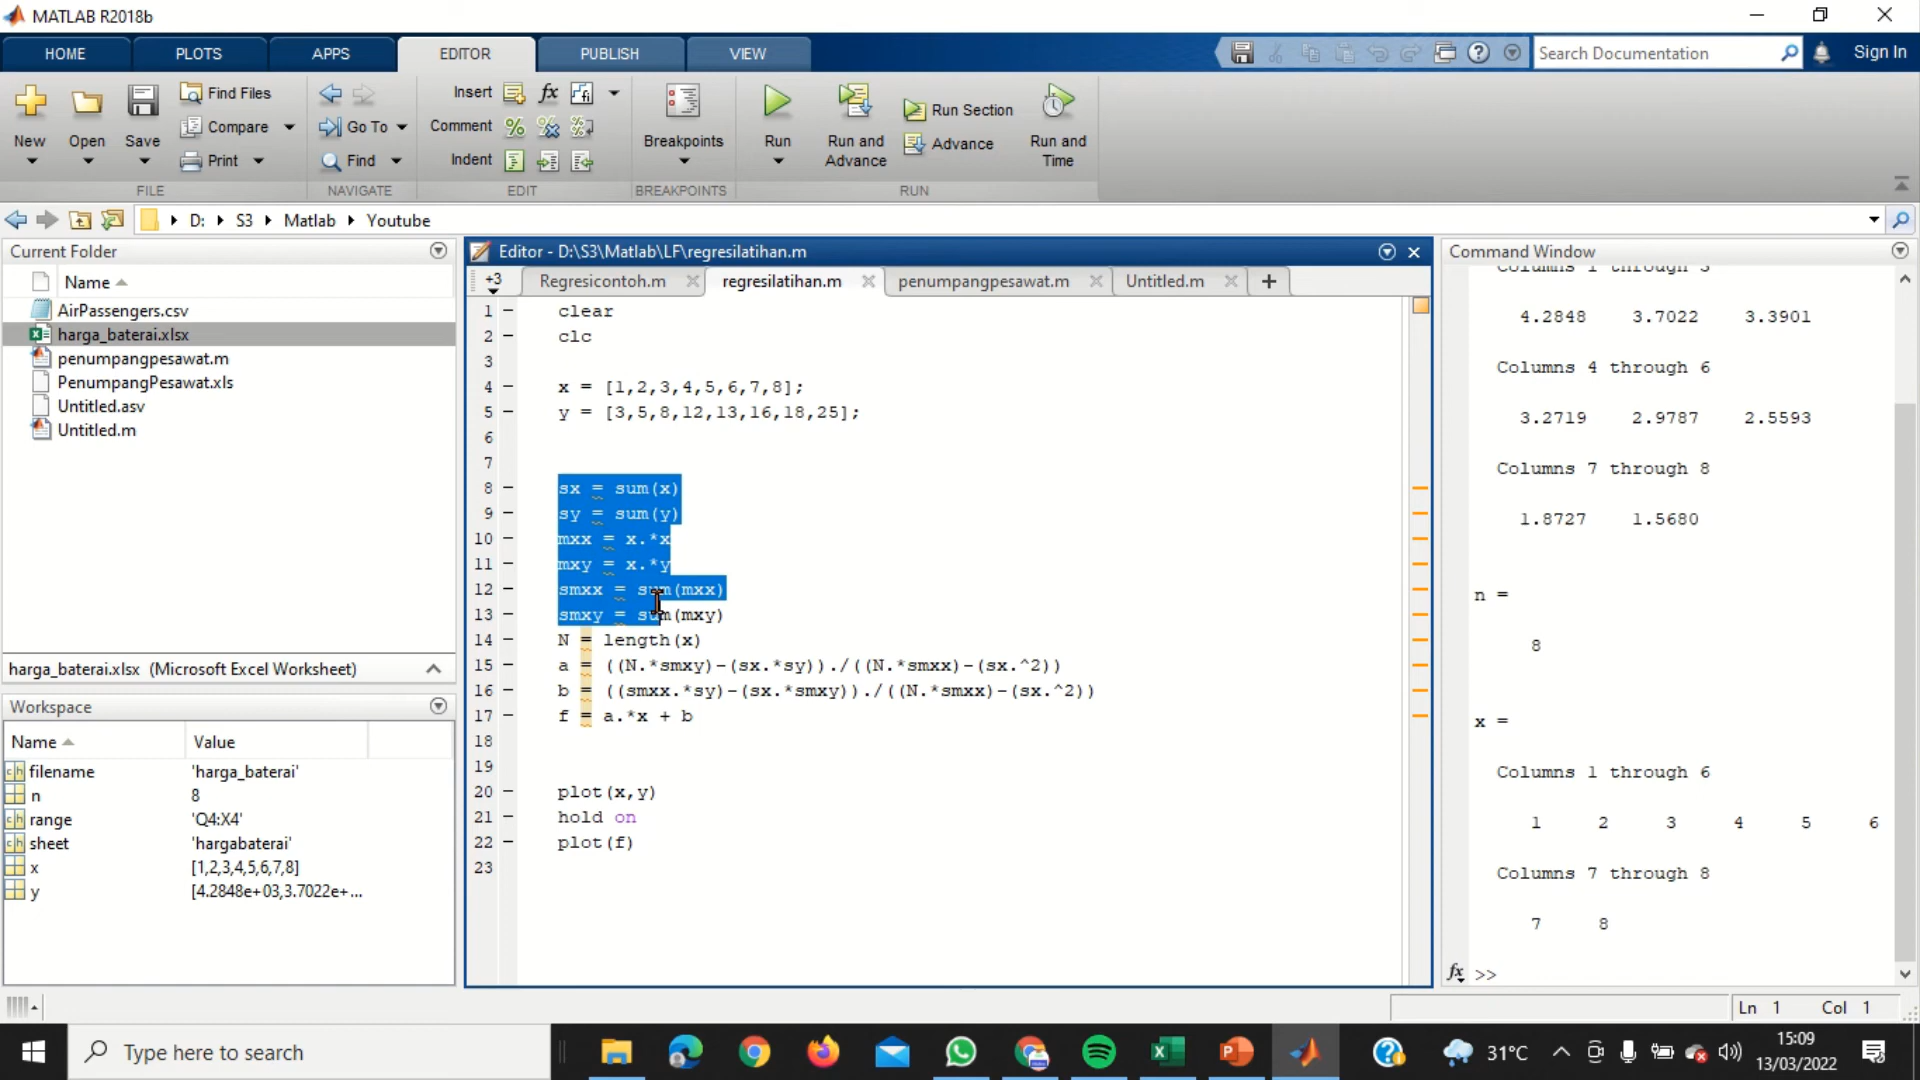 MATLAB R2018b
HOME
PLOTS
APPS
EDITOR
PUBLISH
VIEW
Search Documentation
Sign In
New
Open
Save
Find Files
Compare
Print
FILE
Go To
Find
NAVIGATE
Insert
Comment
Indent
EDIT
Breakpoints
BREAKPOINTS
Run
Run and Advance
Run Section
Advance
Run and Time
RUN
D: S3 Matlab Youtube
Current Folder
Name
AirPassengers.csv
harga_baterai.xlsx
penumpangpesawat.m
PenumpangPesawat.xls
Untitled.asv
Untitled.m
harga_baterai.xlsx (Microsoft Excel Worksheet)
Workspace
Name Value
filename 'harga_baterai'
n 8
range 'Q4:X4'
sheet 'hargabaterai'
x [1,2,3,4,5,6,7,8]
y [4.2848e+03,3.7022e+...
Editor - D:\S3\Matlab\LF\regresilatihan.m
+3 Regresicontoh.m regresilatihan.m penumpangpesawat.m Untitled.m +
1 clear
2 clc
3
4 x = [1,2,3,4,5,6,7,8];
5 y = [3,5,8,12,13,16,18,25];
6
7
8 sx = sum(x)
9 sy = sum(y)
10 mxx = x.*x
11 mxy = x.*y
12 smxx = sum(mxx)
13 smxy = sum(mxy)
14 N = length(x)
15 a = ((N.*smxy)-(sx.*sy))./((N.*smxx)-(sx.^2))
16 b = ((smxx.*sy)-(sx.*smxy))./((N.*smxx)-(sx.^2))
17 f = a.*x + b
18
19
20 plot(x,y)
21 hold on
22 plot(f)
23
Command Window
Columns 1 through 3
4.2848 3.7022 3.3901
Columns 4 through 6
3.2719 2.9787 2.5593
Columns 7 through 8
1.8727 1.5680
n =
8
x =
Columns 1 through 6
1 2 3 4 5 6
Columns 7 through 8
7 8
fx >>
Ln 1 Col 1
Type here to search
31°C
15:09
13/03/2022